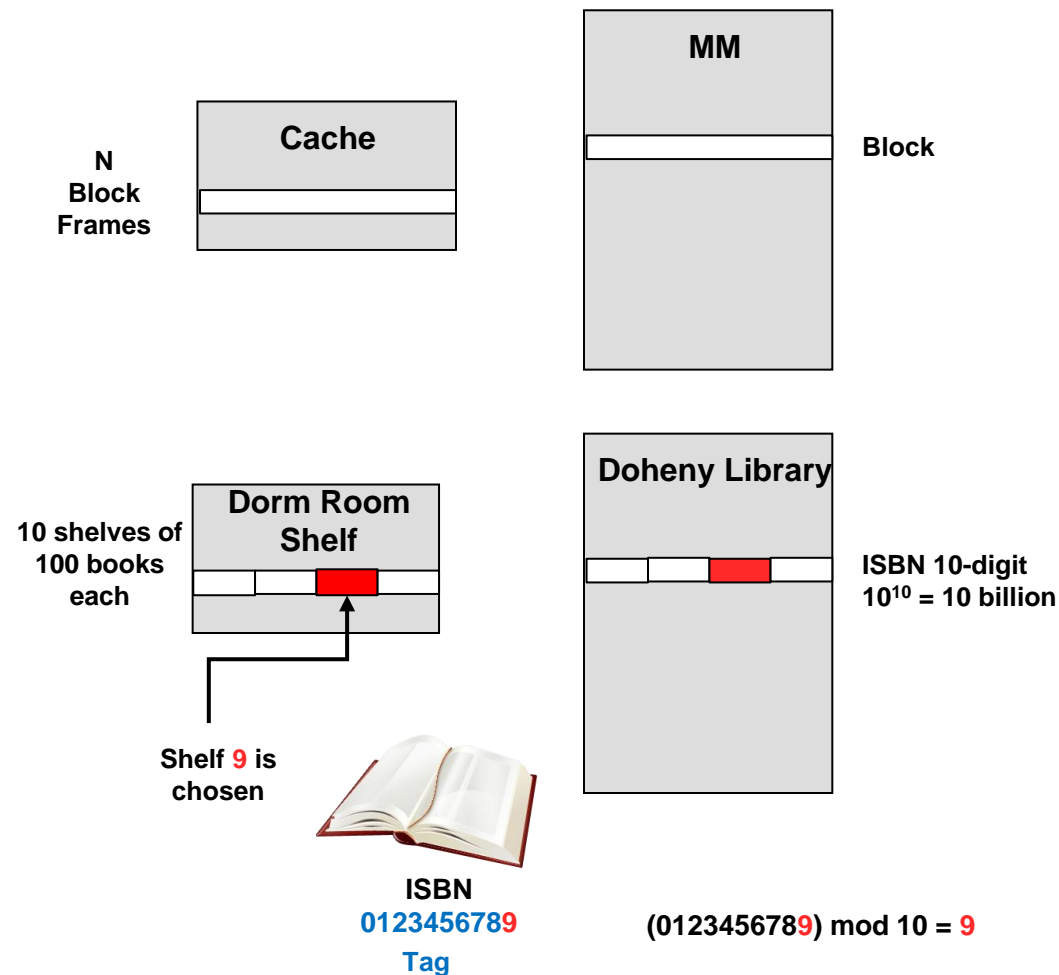 MM
Cache
N
Block
Frames
Block
Doheny Library
Dorm Room
Shelf
10 shelves of
100 books
each
ISBN 10-digit
10¹⁰ = 10 billion
Shelf 9 is
chosen
ISBN
0123456789
Tag
(0123456789) mod 10 = 9